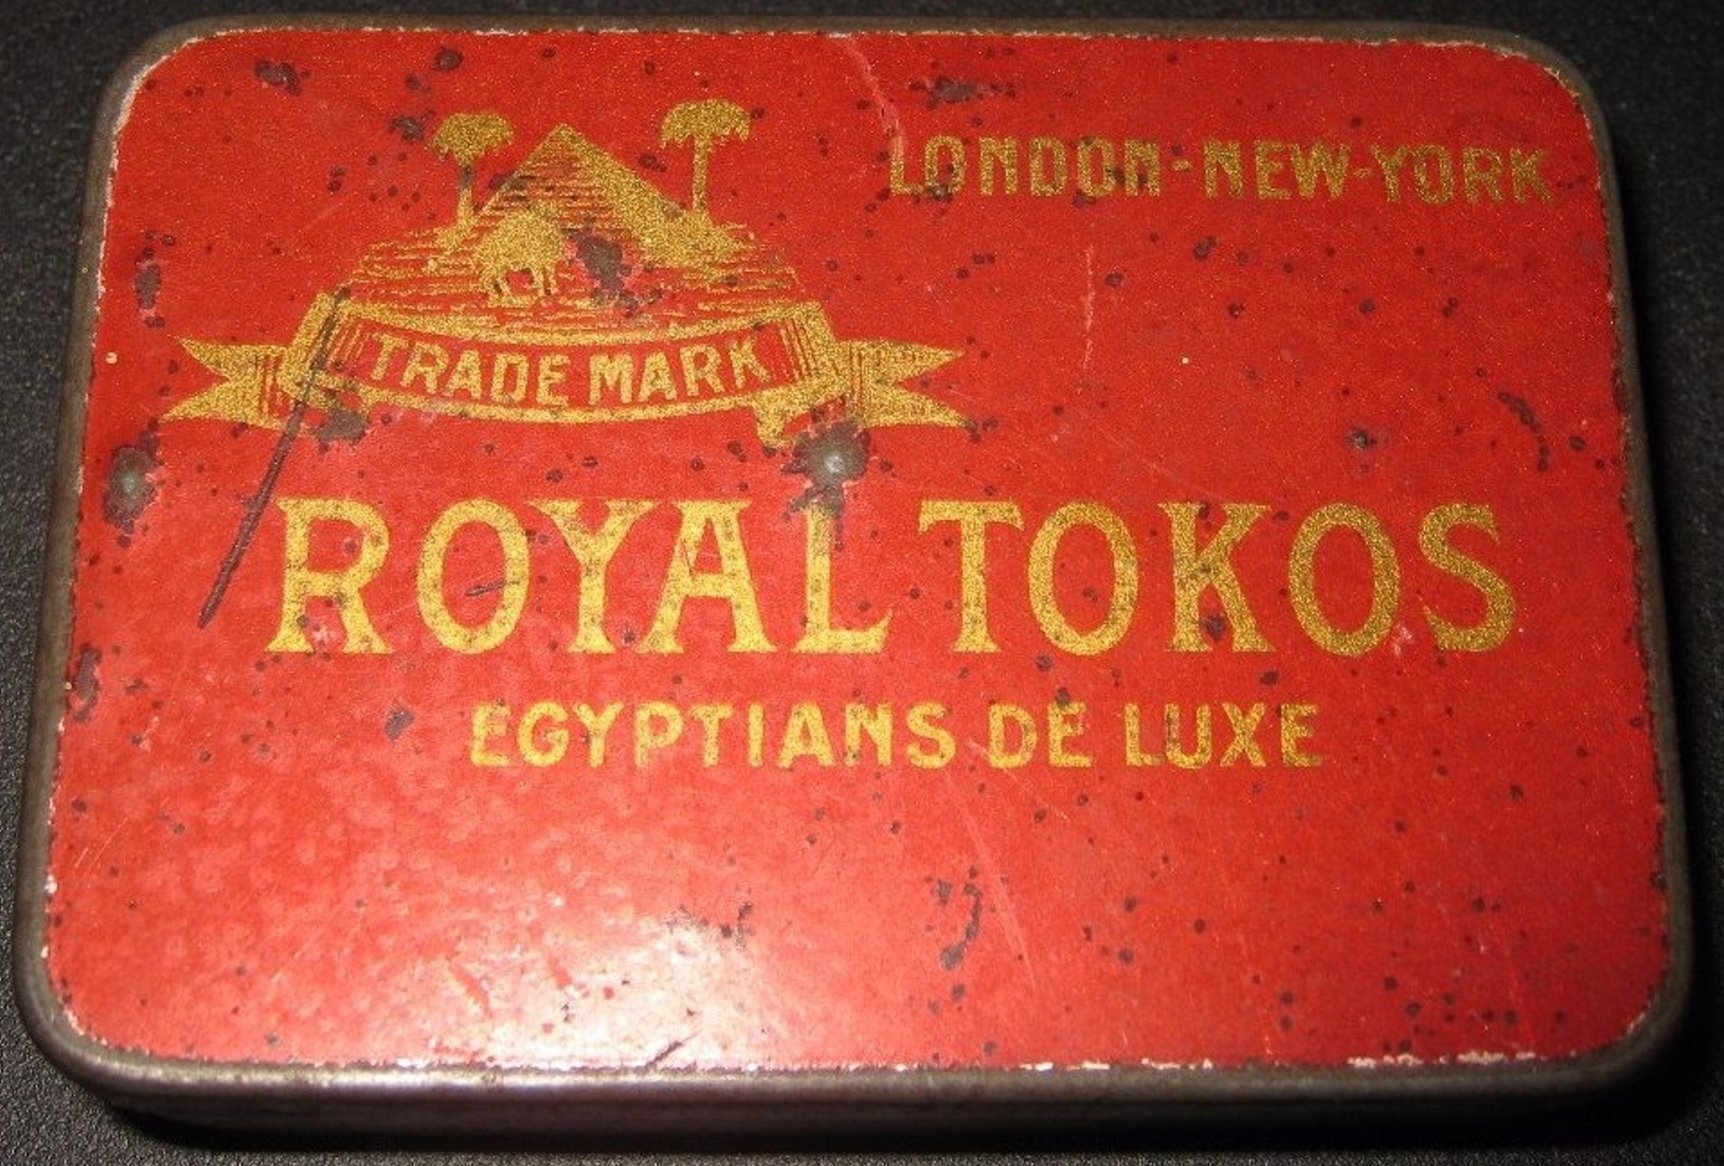 LONDON-NEW-YORK
TRADE MARK
ROYAL TOKOS
EGYPTIANS DE LUXE